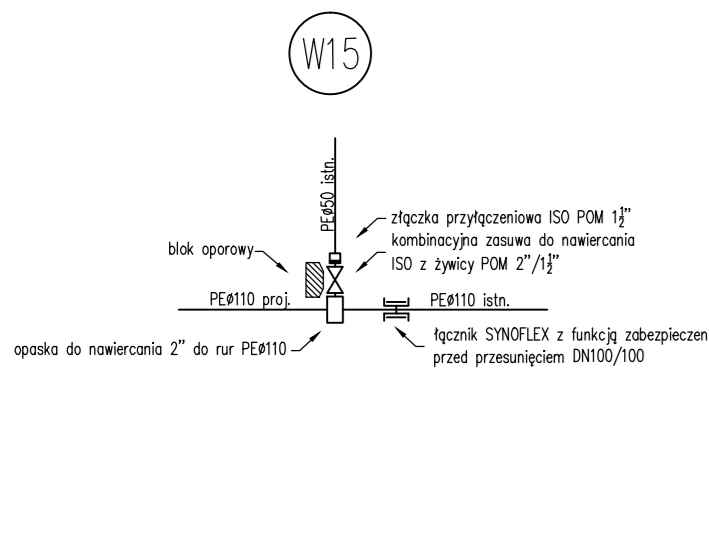 W15
PEø50 istn.
złączka przyłączeniowa ISO POM 1½"
kombinacyjna zasuwa do nawiercania
ISO z żywicy POM 2"/1½"
blok oporowy
PEø110 proj.
PEø110 istn.
łącznik SYNOFLEX z funkcją zabezpieczen
przed przesunięciem DN100/100
opaska do nawiercania 2" do rur PEø110